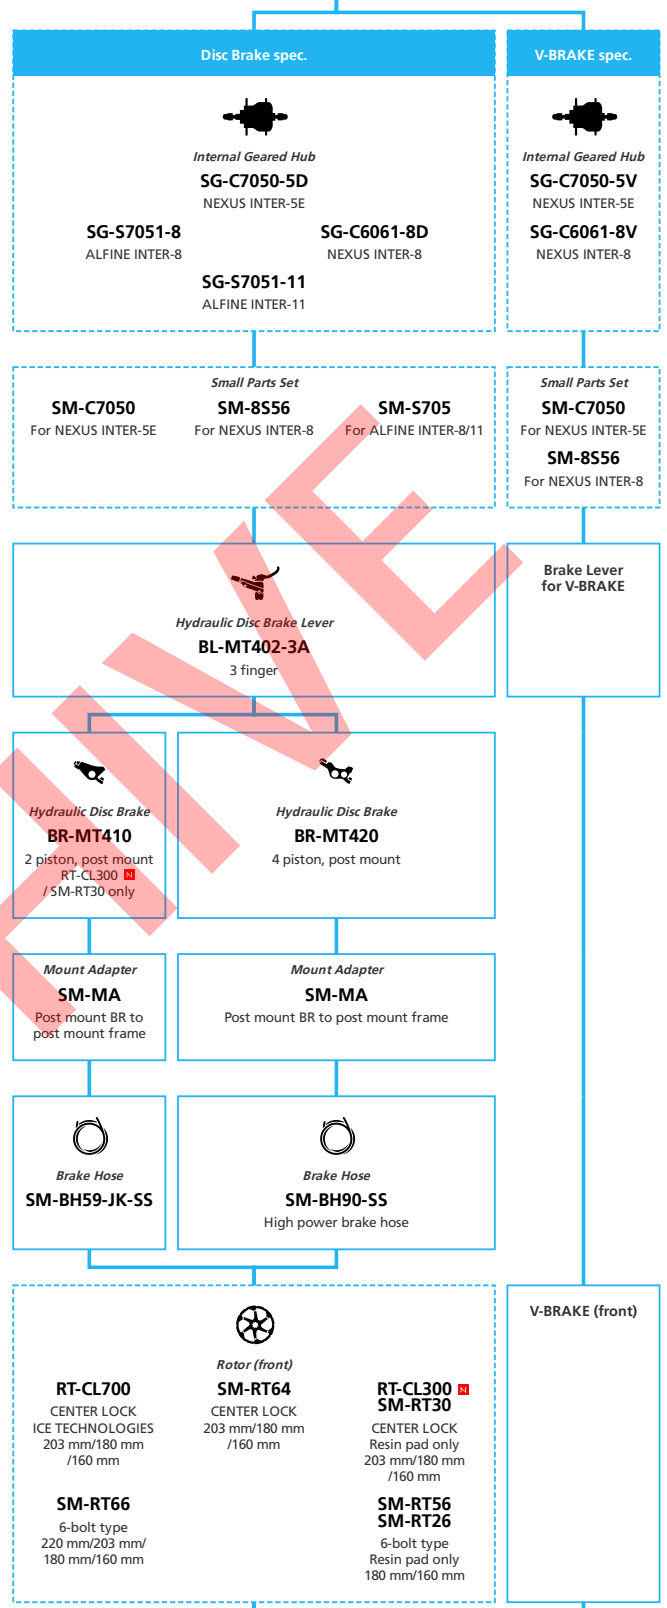 Disc Brake spec.
V-BRAKE spec.
Internal Geared Hub
SG-C7050-5D
NEXUS INTER-5E
SG-S7051-8
ALFINE INTER-8
SG-C6061-8D
NEXUS INTER-8
SG-S7051-11
ALFINE INTER-11
Internal Geared Hub
SG-C7050-5V
NEXUS INTER-5E
SG-C6061-8V
NEXUS INTER-8
Small Parts Set
SM-C7050
For NEXUS INTER-5E
SM-8S56
For NEXUS INTER-8
SM-S705
For ALFINE INTER-8/11
Small Parts Set
SM-C7050
For NEXUS INTER-5E
SM-8S56
For NEXUS INTER-8
Hydraulic Disc Brake Lever
BL-MT402-3A
3 finger
Brake Lever
for V-BRAKE
Hydraulic Disc Brake
BR-MT410
2 piston, post mount
RT-CL300 N
/ SM-RT30 only
Hydraulic Disc Brake
BR-MT420
4 piston, post mount
Mount Adapter
SM-MA
Post mount BR to
post mount frame
Mount Adapter
SM-MA
Post mount BR to post mount frame
Brake Hose
SM-BH59-JK-SS
Brake Hose
SM-BH90-SS
High power brake hose
Rotor (front)
RT-CL700
CENTER LOCK
ICE TECHNOLOGIES
203 mm/180 mm
/160 mm
SM-RT64
CENTER LOCK
203 mm/180 mm
/160 mm
RT-CL300 N
SM-RT30
CENTER LOCK
Resin pad only
203 mm/180 mm
/160 mm
SM-RT66
6-bolt type
220 mm/203 mm/
180 mm/160 mm
SM-RT56
SM-RT26
6-bolt type
Resin pad only
180 mm/160 mm
V-BRAKE (front)
HIVE